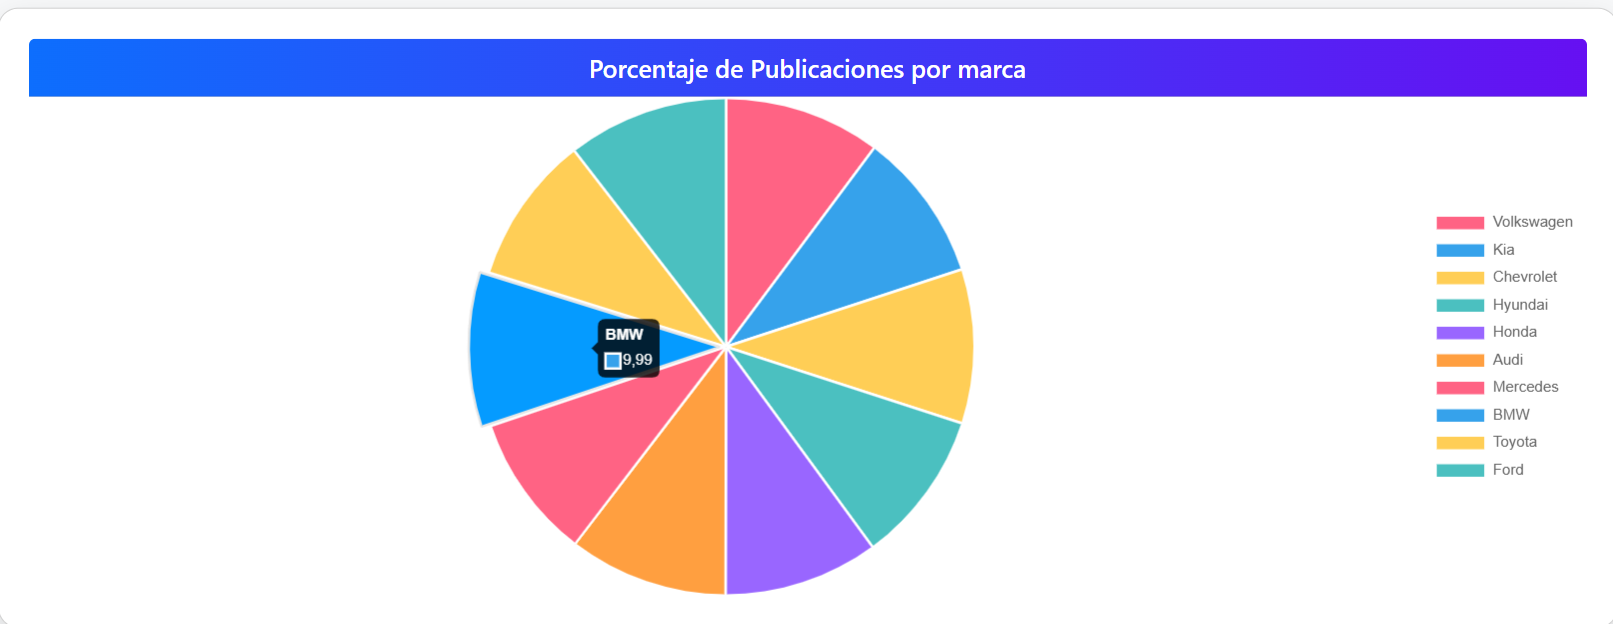 Porcentaje de Publicaciones por marca
BMW
9,99
Volkswagen
Kia
Chevrolet
Hyundai
Honda
Audi
Mercedes
BMW
Toyota
Ford